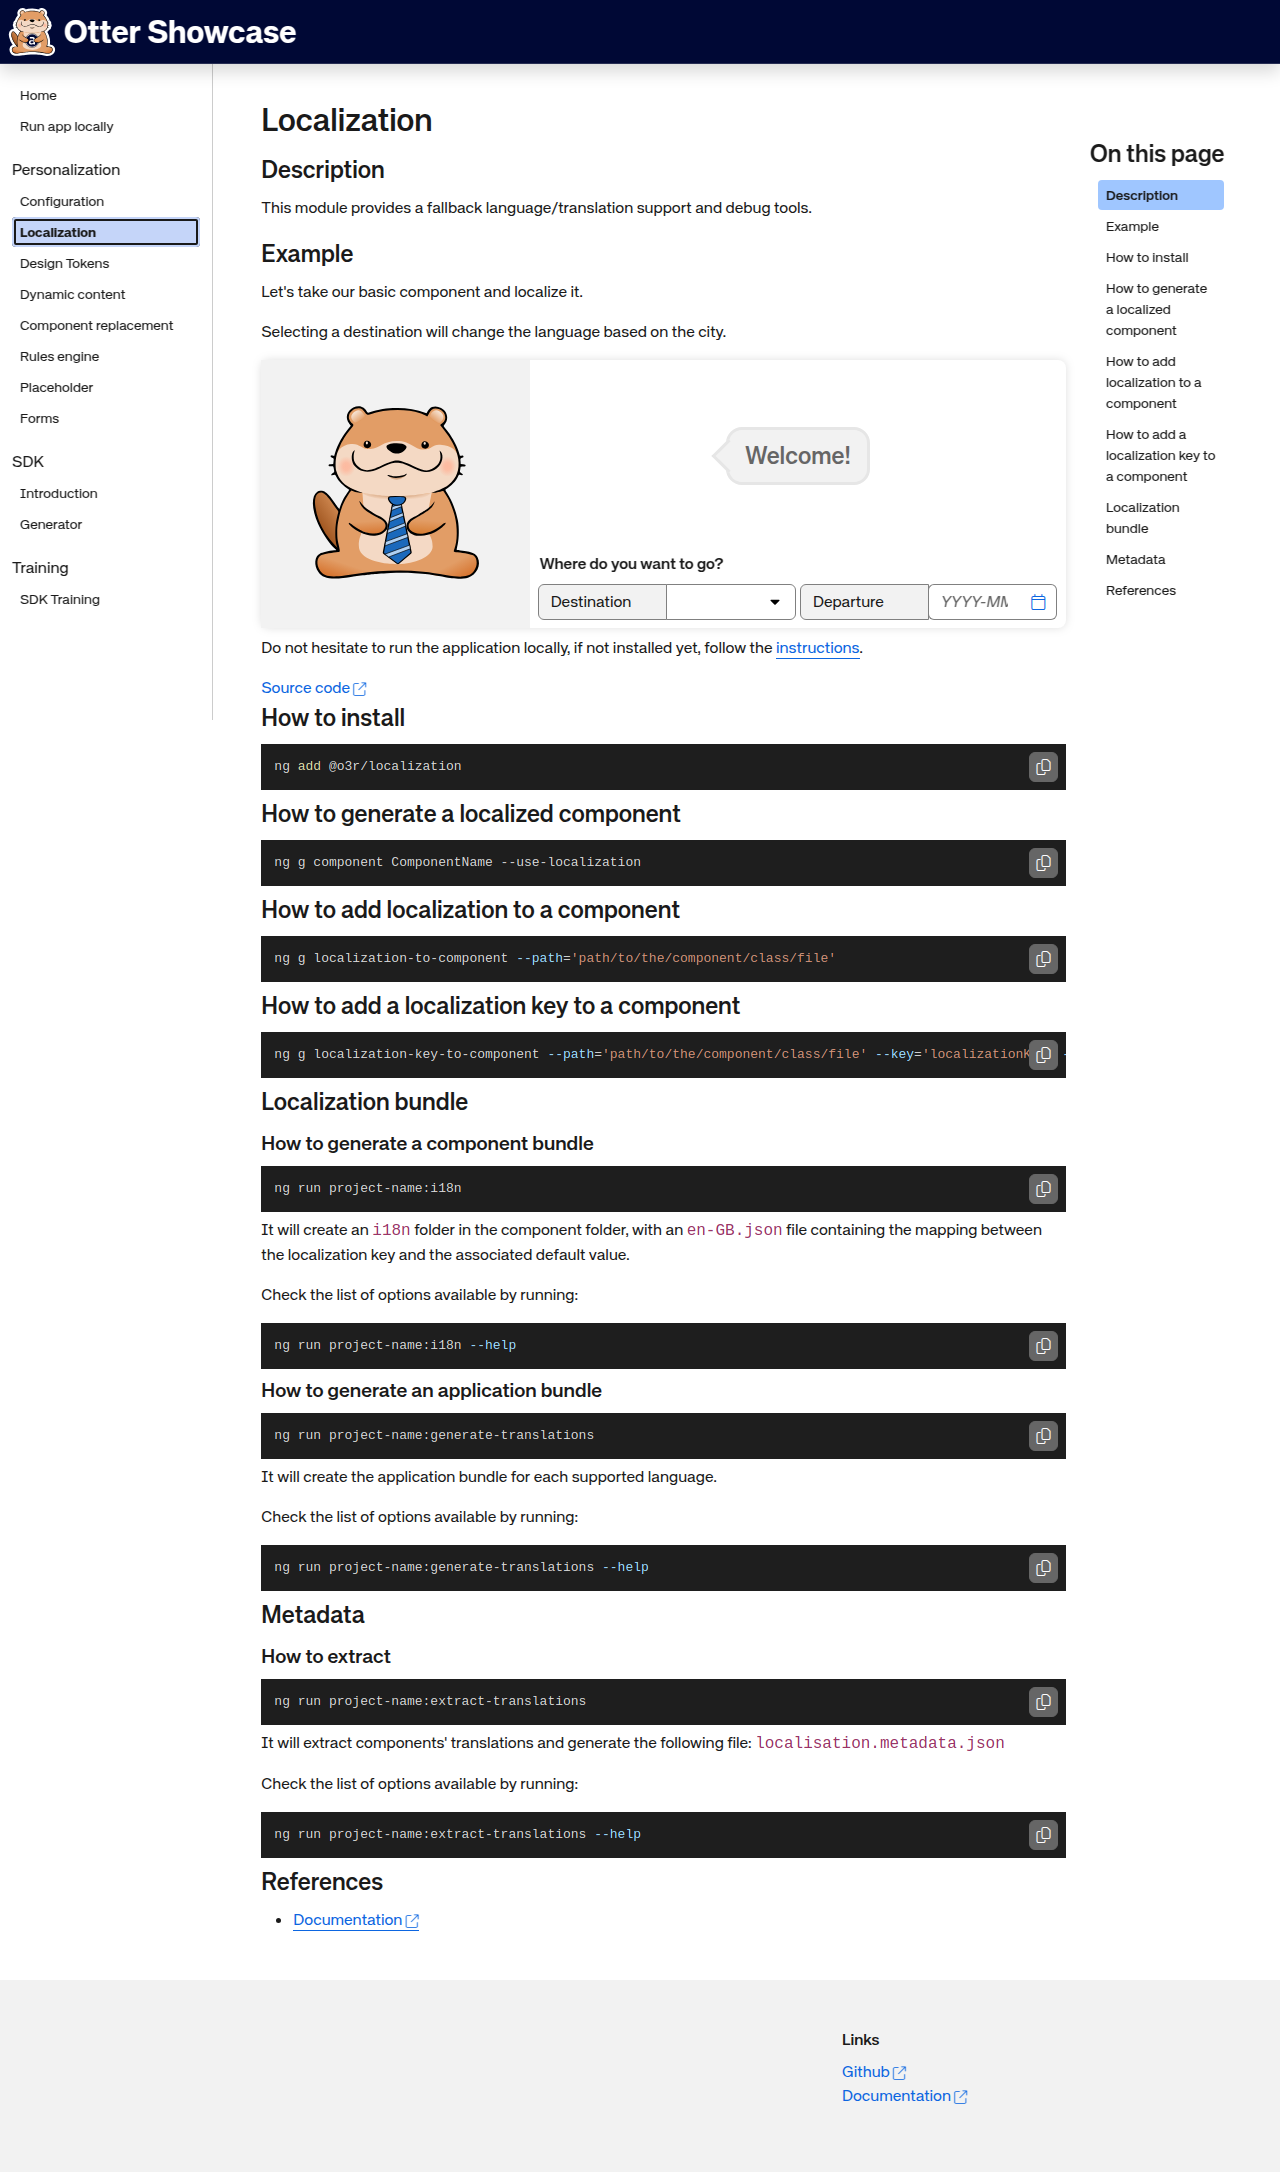 Otter Showcase
Home
Run app locally
Personalization
Configuration
Localization
Design Tokens
Dynamic content
Component replacement
Rules engine
Placeholder
Forms
SDK
Introduction
Generator
Training
SDK Training
Localization
Description
This module provides a fallback language/translation support and debug tools.
Example
Let's take our basic component and localize it.
Selecting a destination will change the language based on the city.
Welcome!
Where do you want to go?
Destination
Departure
YYYY-MM
Do not hesitate to run the application locally, if not installed yet, follow the instructions.
Source code
How to install
ng add @o3r/localization
How to generate a localized component
ng g component ComponentName --use-localization
How to add localization to a component
ng g localization-to-component --path='path/to/the/component/class/file'
How to add a localization key to a component
ng g localization-key-to-component --path='path/to/the/component/class/file' --key='localizationK
Localization bundle
How to generate a component bundle
ng run project-name:i18n
It will create an i18n folder in the component folder, with an en-GB.json file containing the mapping between
the localization key and the associated default value.
Check the list of options available by running:
ng run project-name:i18n --help
How to generate an application bundle
ng run project-name:generate-translations
It will create the application bundle for each supported language.
Check the list of options available by running:
ng run project-name:generate-translations --help
Metadata
How to extract
ng run project-name:extract-translations
It will extract components' translations and generate the following file: localisation.metadata.json
Check the list of options available by running:
ng run project-name:extract-translations --help
References
Documentation
On this page
Description
Example
How to install
How to generate
a localized
component
How to add
localization to a
component
How to add a
localization key to
a component
Localization
bundle
Metadata
References
Links
Github
Documentation